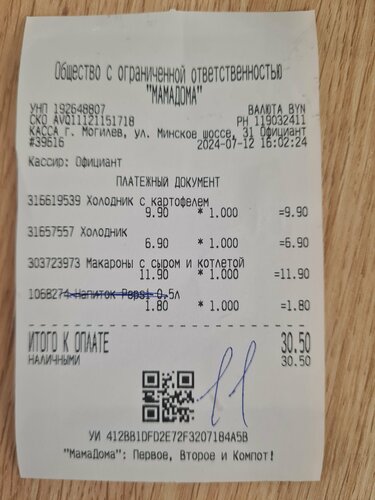 Общество с ограниченной ответственностью
"МАМАДОМА"
УНП 192648807 ВАЛЮТА BYN
СКО AVQ11121151718 РН 119032411
КАССА г. Могилев, ул. Минское шоссе, 31 Официант
#39616 2024-07-12 16:02:24
Кассир: Официант
ПЛАТЕЖНЫЙ ДОКУМЕНТ
316619539 Холодник с картофелем
9.90 * 1.000 =9.90
31657557 Холодник
6.90 * 1.000 =6.90
303723973 Макароны с сыром и котлетой
11.90 * 1.000 =11.90
1068274 Напиток Pepsi 0,5л
1.80 * 1.000 =1.80
ИТОГО К ОПЛАТЕ 30.50
НАЛИЧНЫМИ 30.50
11
УИ 412BB1DFD2E72F3207184A5B
"МамаДома": Первое, Второе и Компот!